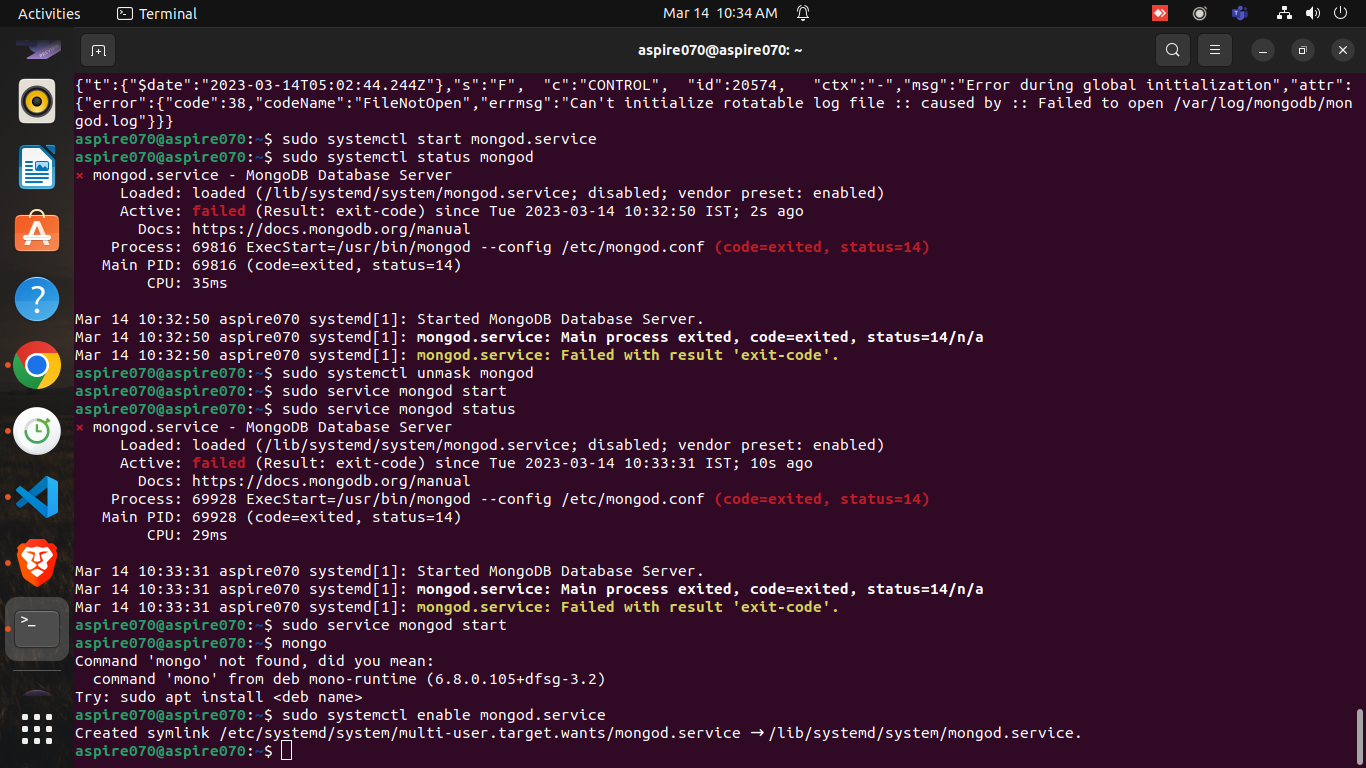 Activities
Terminal
Mar 14 10:34 AM
aspire070@aspire070: ~
{"t":{"$date":"2023-03-14T05:02:44.244Z"},"s":"F",  "c":"CONTROL",  "id":20574,   "ctx":"-","msg":"Error during global initialization","attr":
{"error":{"code":38,"codeName":"FileNotOpen","errmsg":"Can't initialize rotatable log file :: caused by :: Failed to open /var/log/mongodb/mon
god.log"}}}
aspire070@aspire070:~$ sudo systemctl start mongod.service
aspire070@aspire070:~$ sudo systemctl status mongod
× mongod.service - MongoDB Database Server
Loaded: loaded (/lib/systemd/system/mongod.service; disabled; vendor preset: enabled)
Active: failed (Result: exit-code) since Tue 2023-03-14 10:32:50 IST; 2s ago
Docs: https://docs.mongodb.org/manual
Process: 69816 ExecStart=/usr/bin/mongod --config /etc/mongod.conf (code=exited, status=14)
Main PID: 69816 (code=exited, status=14)
CPU: 35ms
Mar 14 10:32:50 aspire070 systemd[1]: Started MongoDB Database Server.
Mar 14 10:32:50 aspire070 systemd[1]: mongod.service: Main process exited, code=exited, status=14/n/a
Mar 14 10:32:50 aspire070 systemd[1]: mongod.service: Failed with result 'exit-code'.
aspire070@aspire070:~$ sudo systemctl unmask mongod
aspire070@aspire070:~$ sudo service mongod start
aspire070@aspire070:~$ sudo service mongod status
× mongod.service - MongoDB Database Server
Loaded: loaded (/lib/systemd/system/mongod.service; disabled; vendor preset: enabled)
Active: failed (Result: exit-code) since Tue 2023-03-14 10:33:31 IST; 10s ago
Docs: https://docs.mongodb.org/manual
Process: 69928 ExecStart=/usr/bin/mongod --config /etc/mongod.conf (code=exited, status=14)
Main PID: 69928 (code=exited, status=14)
CPU: 29ms
Mar 14 10:33:31 aspire070 systemd[1]: Started MongoDB Database Server.
Mar 14 10:33:31 aspire070 systemd[1]: mongod.service: Main process exited, code=exited, status=14/n/a
Mar 14 10:33:31 aspire070 systemd[1]: mongod.service: Failed with result 'exit-code'.
aspire070@aspire070:~$ sudo service mongod start
aspire070@aspire070:~$ mongo
Command 'mongo' not found, did you mean:
command 'mono' from deb mono-runtime (6.8.0.105+dfsg-3.2)
Try: sudo apt install <deb name>
aspire070@aspire070:~$ sudo systemctl enable mongod.service
Created symlink /etc/systemd/system/multi-user.target.wants/mongod.service → /lib/systemd/system/mongod.service.
aspire070@aspire070:~$